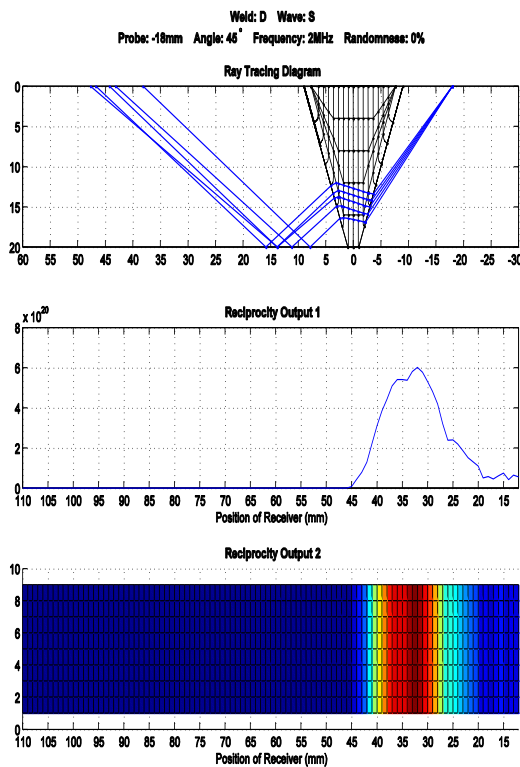 Weld: D Wave: S
Probe: -18mm Angle: 45° Frequency: 2MHz Randomness: 0%
Ray Tracing Diagram
0
5
10
15
20
60 55 50 45 40 35 30 25 20 15 10 5 0 -5 -10 -15 -20 -25 -30
Reciprocity Output 1
x 10^20
8
6
4
2
0
110 105 100 95 90 85 80 75 70 65 60 55 50 45 40 35 30 25 20 15
Position of Receiver (mm)
Reciprocity Output 2
10
8
6
4
2
0
110 105 100 95 90 85 80 75 70 65 60 55 50 45 40 35 30 25 20 15
Position of Receiver (mm)